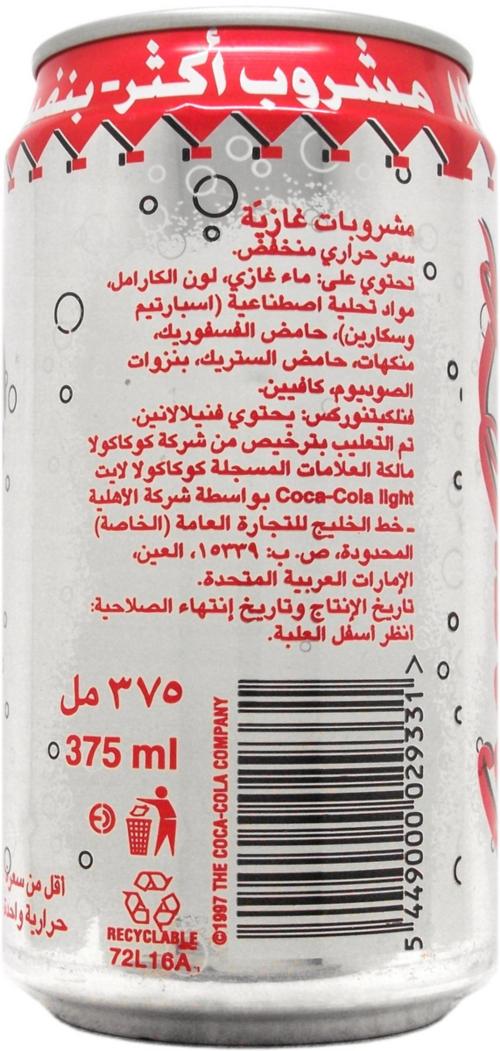 مشروب أكثر - بنفس
مشروبات غازيّة
سعر حراري منخفض.
تحتوي على: ماء غازي، لون الكارامل،
مواد تحلية اصطناعية (اسبارتيم
وسكارين)، حامض الفسفوريك،
منكهات، حامض الستريك، بنزوات
الصوديوم، كافيين.
فنلكيتنوركس: يحتوي فنيلالانين.
تم التعليب بترخيص من شركة كوكاكولا
مالكة العلامات المسجلة كوكاكولا لايت
Coca-Cola light بواسطة شركة الأهلية
ـ خط الخليج للتجارة العامة (الخاصة)
المحدودة، ص. ب: ١٥٣٣٩، العين،
الإمارات العربية المتحدة.
تاريخ الإنتاج وتاريخ إنتهاء الصلاحية:
انظر أسفل العلبة.
٣٧٥ مل
375 ml
©1997 THE COCA-COLA COMPANY
5 449000 029331 >
أقل من سعرة
حرارية واحدة
RECYCLABLE
72L16A